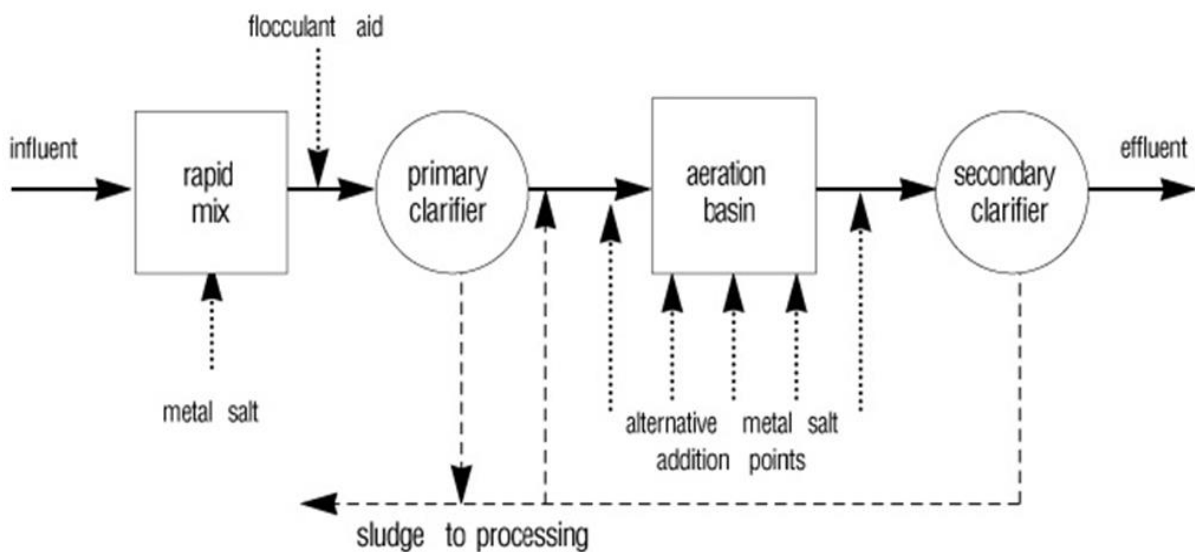 flocculant aid
influent
rapid
mix
primary
clarifier
aeration
basin
secondary
clarifier
effluent
metal salt
alternative metal salt
addition points
sludge to processing